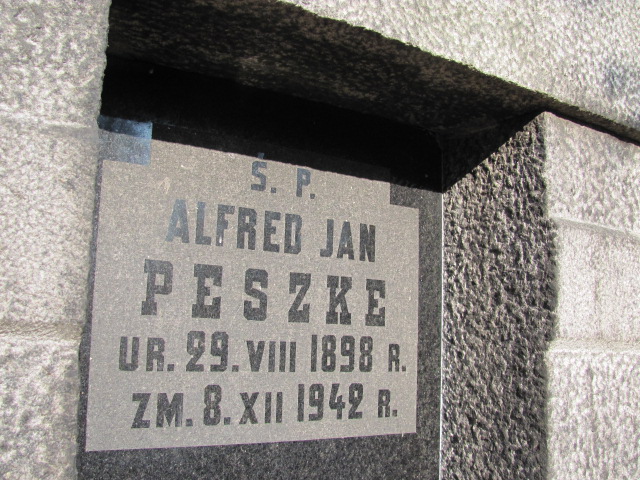 Ś. P.
ALFRED JAN
PESZKE
UR. 29. VIII 1898 R.
ZM. 8. XII 1942 R.